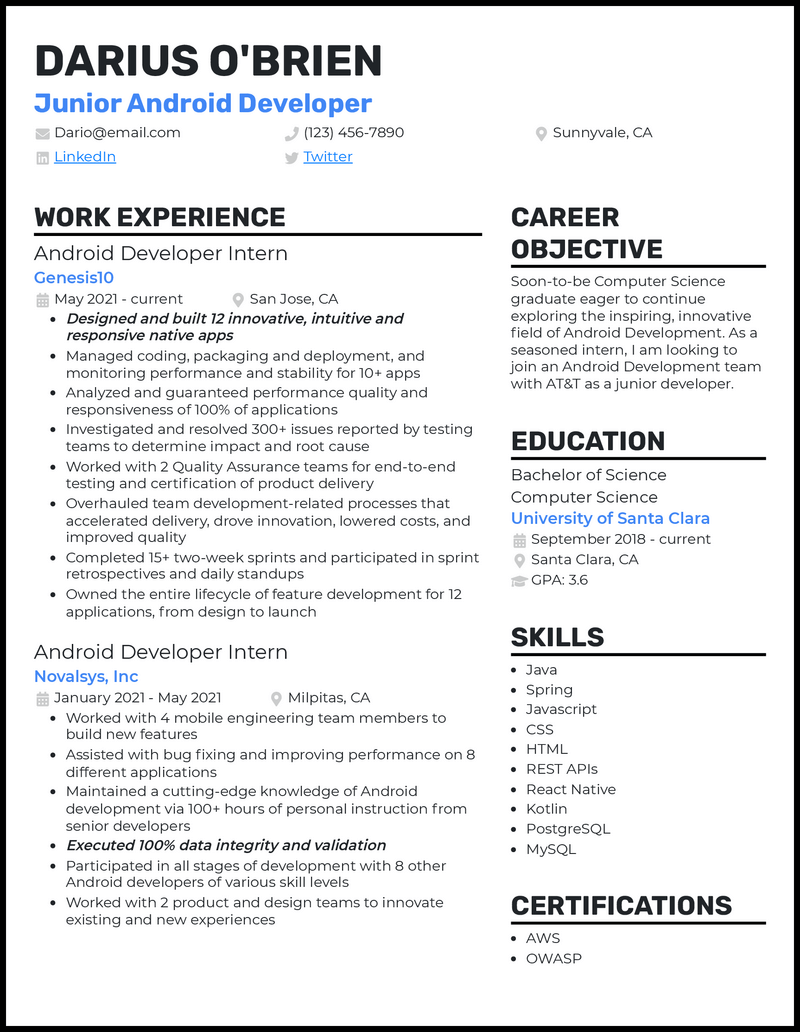 DARIUS O'BRIEN
Junior Android Developer
Dario@email.com
(123) 456-7890
Sunnyvale, CA
LinkedIn
Twitter
WORK EXPERIENCE
Android Developer Intern
Genesis10
May 2021 - current
San Jose, CA
• Designed and built 12 innovative, intuitive and
responsive native apps
• Managed coding, packaging and deployment, and
monitoring performance and stability for 10+ apps
• Analyzed and guaranteed performance quality and
responsiveness of 100% of applications
• Investigated and resolved 300+ issues reported by testing
teams to determine impact and root cause
• Worked with 2 Quality Assurance teams for end-to-end
testing and certification of product delivery
• Overhauled team development-related processes that
accelerated delivery, drove innovation, lowered costs, and
improved quality
• Completed 15+ two-week sprints and participated in sprint
retrospectives and daily standups
• Owned the entire lifecycle of feature development for 12
applications, from design to launch
Android Developer Intern
Novalsys, Inc
January 2021 - May 2021
Milpitas, CA
• Worked with 4 mobile engineering team members to
build new features
• Assisted with bug fixing and improving performance on 8
different applications
• Maintained a cutting-edge knowledge of Android
development via 100+ hours of personal instruction from
senior developers
• Executed 100% data integrity and validation
• Participated in all stages of development with 8 other
Android developers of various skill levels
• Worked with 2 product and design teams to innovate
existing and new experiences
CAREER
OBJECTIVE
Soon-to-be Computer Science
graduate eager to continue
exploring the inspiring, innovative
field of Android Development. As a
seasoned intern, I am looking to
join an Android Development team
with AT&T as a junior developer.
EDUCATION
Bachelor of Science
Computer Science
University of Santa Clara
September 2018 - current
Santa Clara, CA
GPA: 3.6
SKILLS
• Java
• Spring
• Javascript
• CSS
• HTML
• REST APIs
• React Native
• Kotlin
• PostgreSQL
• MySQL
CERTIFICATIONS
• AWS
• OWASP